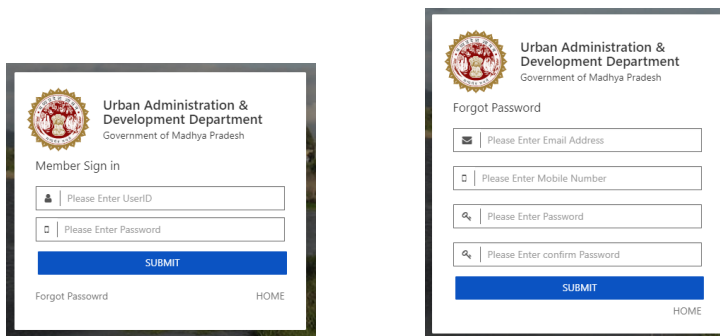 Urban Administration &
Development Department
Government of Madhya Pradesh
Member Sign in
Please Enter UserID
Please Enter Password
SUBMIT
Forgot Passowrd
HOME
Urban Administration &
Development Department
Government of Madhya Pradesh
Forgot Password
Please Enter Email Address
Please Enter Mobile Number
Please Enter Password
Please Enter confirm Password
SUBMIT
HOME